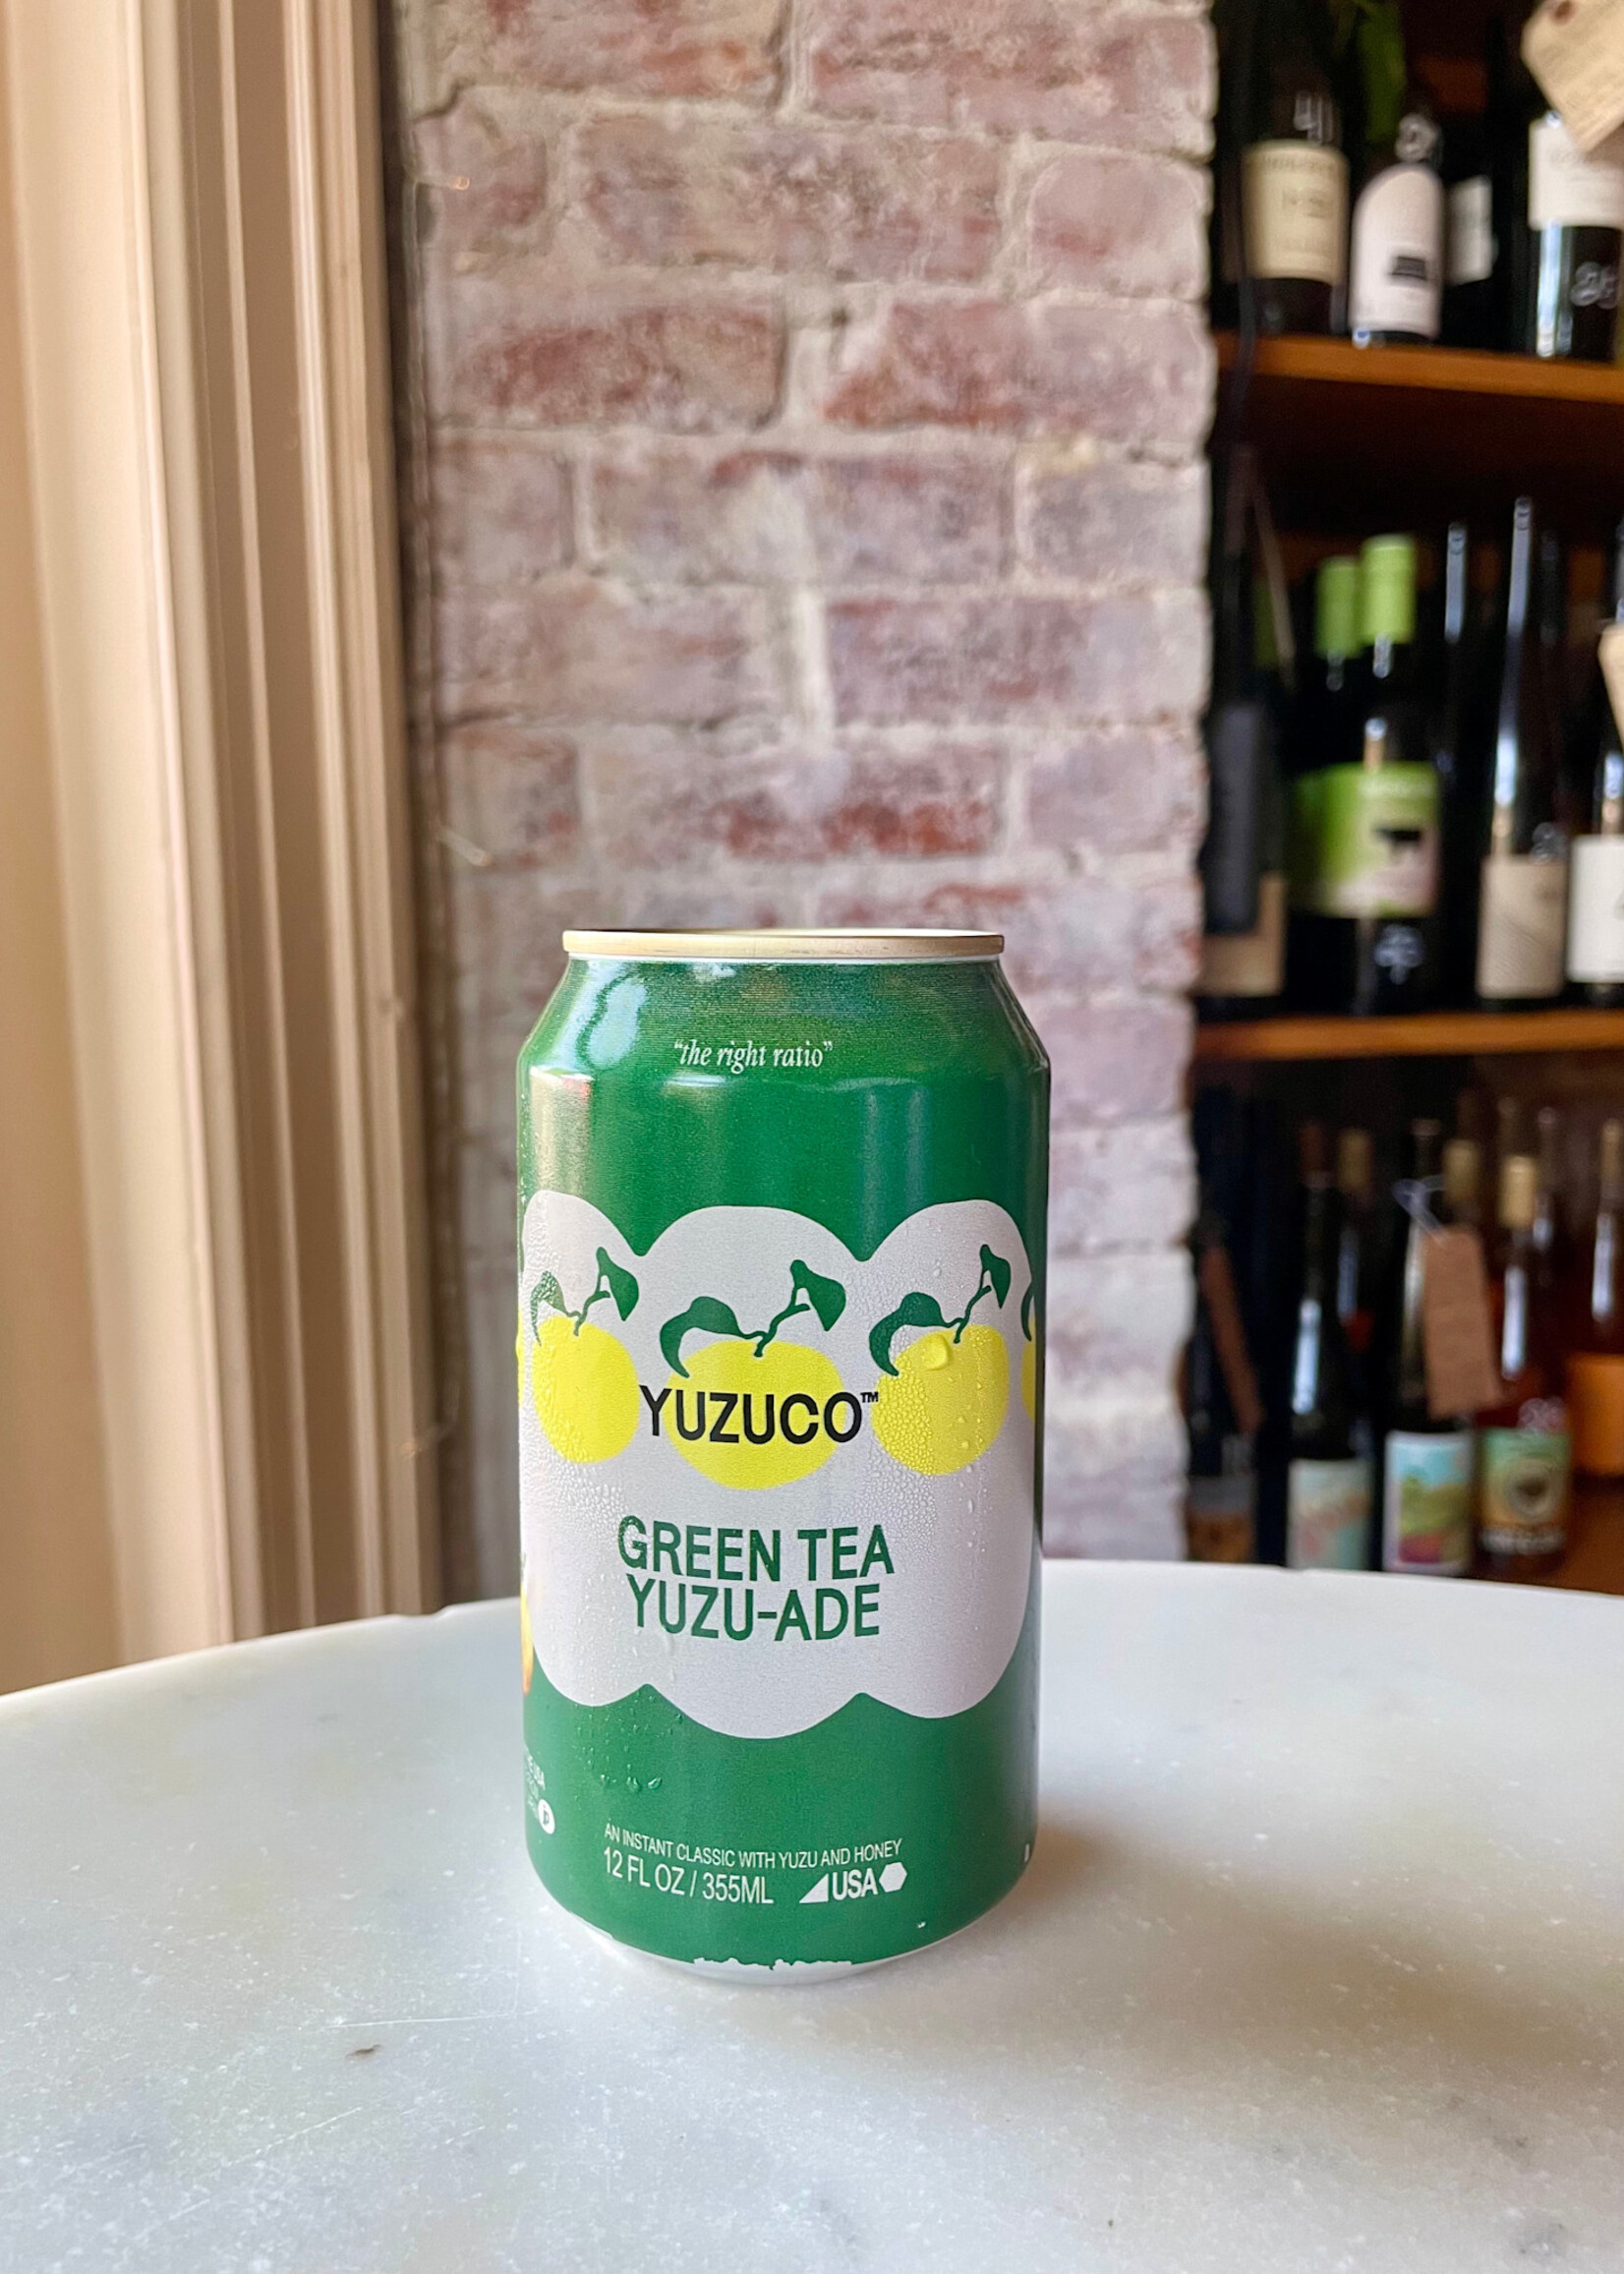 “the right ratio”
YUZUCO™
GREEN TEA
YUZU-ADE
AN INSTANT CLASSIC WITH YUZU AND HONEY
12 FL OZ / 355ML USA